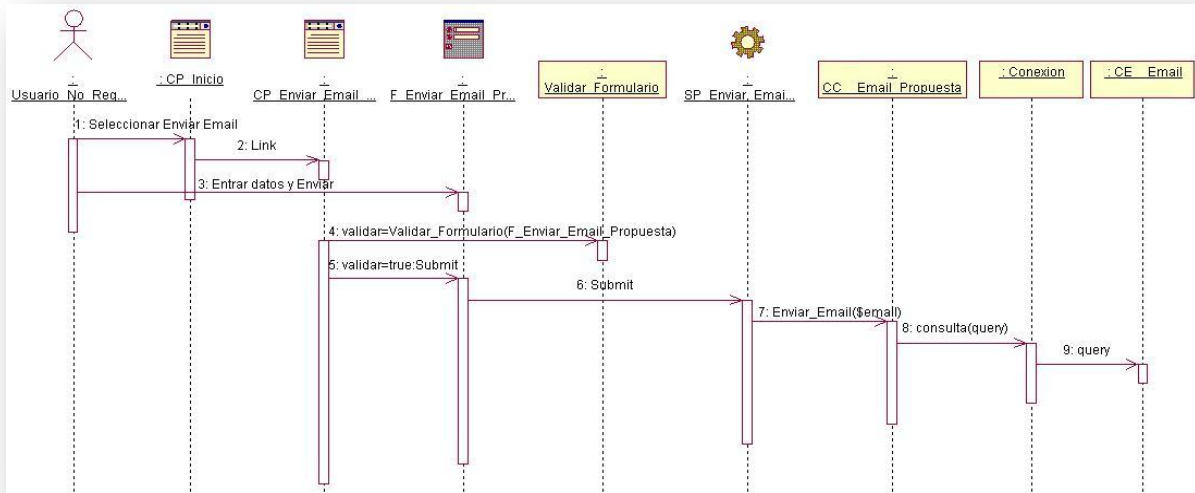 :
Usuario_No_Reg...
: CP_Inicio
:
CP_Enviar_Email_...
:
F_Enviar_Email_Pr...
:
Validar_Formulario
:
SP_Enviar_Emai...
:
CC__Email_Propuesta
: Conexion
: CE__Email
1: Seleccionar Enviar Email
2: Link
3: Entrar datos y Enviar
4: validar=Validar_Formulario(F_Enviar_Email_Propuesta)
5: validar=true:Submit
6: Submit
7: Enviar_Email($email)
8: consulta(query)
9: query